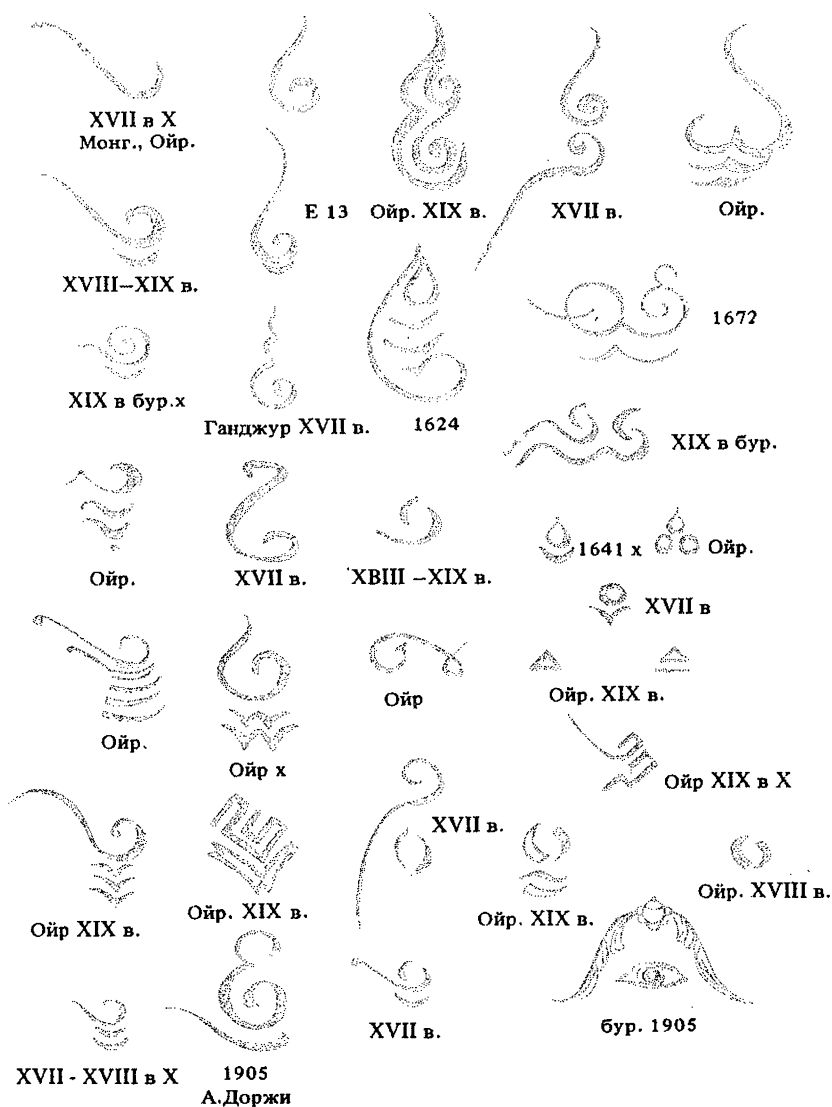 XVII в X
Монг., Ойр.
Е 13 Ойр. XIX в. XVII в. Ойр.
XVIII–XIX в.
1672
XIX в бур.х
Ганджур XVII в. 1624
XIX в бур.
Ойр. XVII в. XBIII –XIX в. 1641 х Ойр.
XVII в
Ойр. Ойр х Ойр Ойр. XIX в.
Ойр XIX в X
XVII в.
Ойр XIX в. Ойр. XIX в. Ойр. XIX в. Ойр. XVIII в.
XVII в. бур. 1905
XVII - XVIII в X 1905
А.Доржи